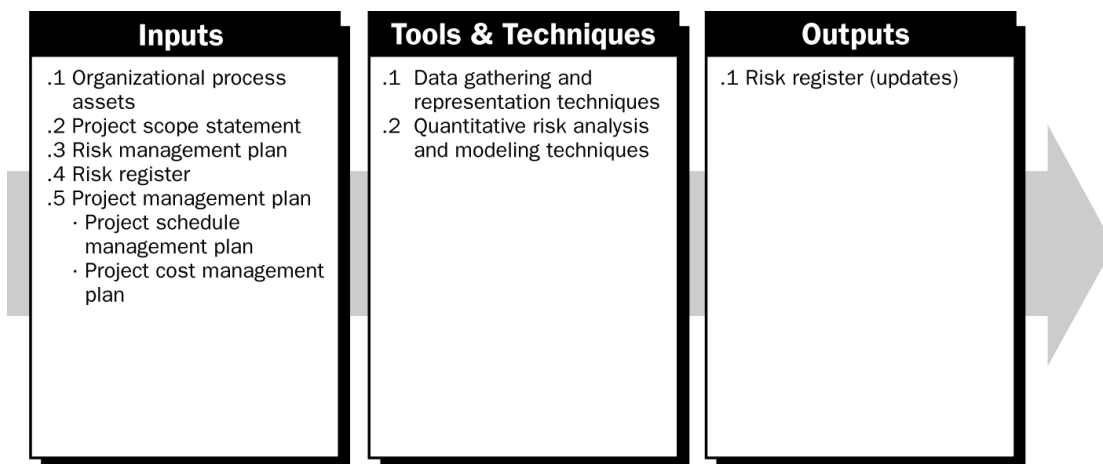 Inputs
.1 Organizational process
assets
.2 Project scope statement
.3 Risk management plan
.4 Risk register
.5 Project management plan
· Project schedule
management plan
· Project cost management
plan
Tools & Techniques
.1 Data gathering and
representation techniques
.2 Quantitative risk analysis
and modeling techniques
Outputs
.1 Risk register (updates)